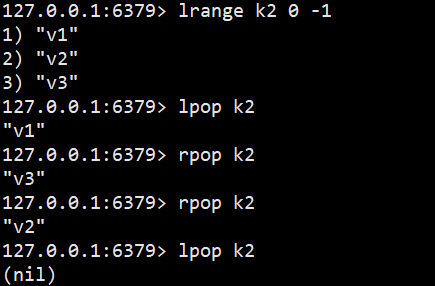 127.0.0.1:6379> lrange k2 0 -1
1) "v1"
2) "v2"
3) "v3"
127.0.0.1:6379> lpop k2
"v1"
127.0.0.1:6379> rpop k2
"v3"
127.0.0.1:6379> rpop k2
"v2"
127.0.0.1:6379> lpop k2
(nil)